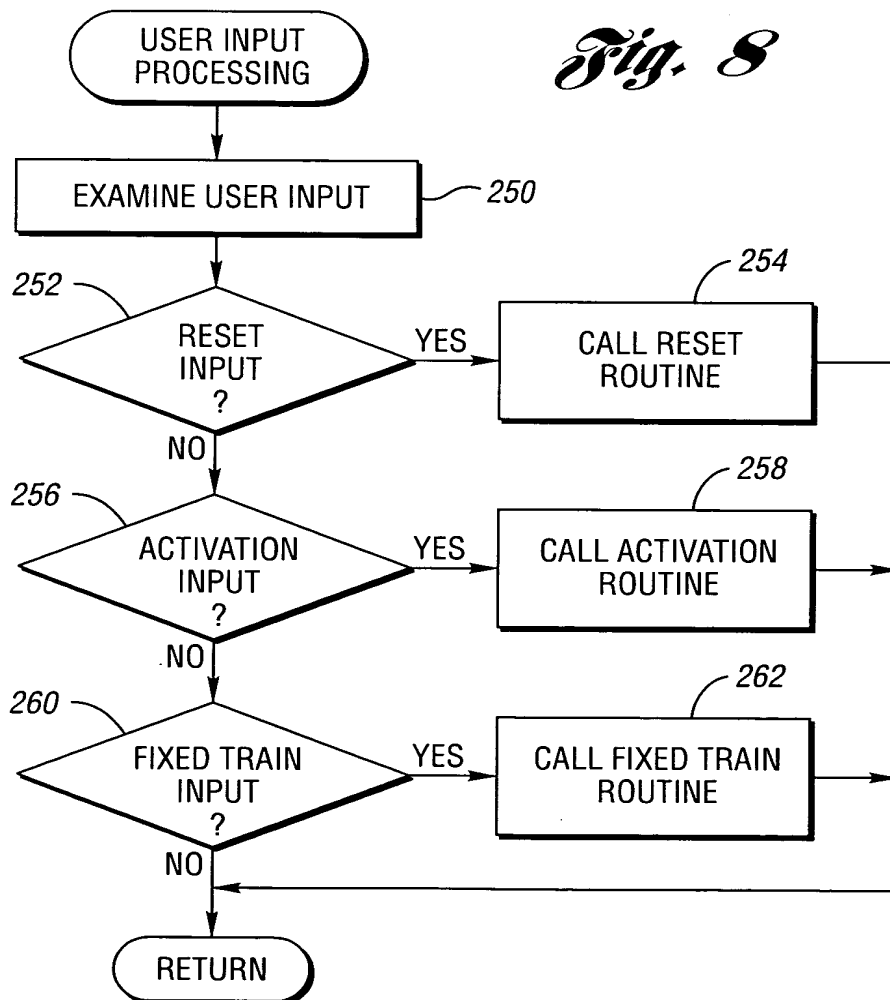 USER INPUT
PROCESSING
Fig. 8
EXAMINE USER INPUT
250
252
RESET
INPUT
?
YES
254
CALL RESET
ROUTINE
NO
256
ACTIVATION
INPUT
?
YES
258
CALL ACTIVATION
ROUTINE
NO
260
FIXED TRAIN
INPUT
?
YES
262
CALL FIXED TRAIN
ROUTINE
NO
RETURN